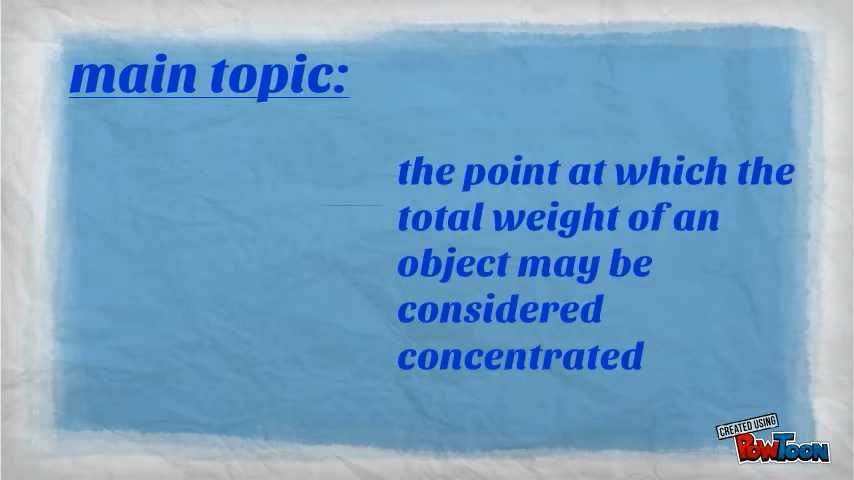 main topic:
the point at which the
total weight of an
object may be
considered
concentrated
CREATED USING
POWTOON